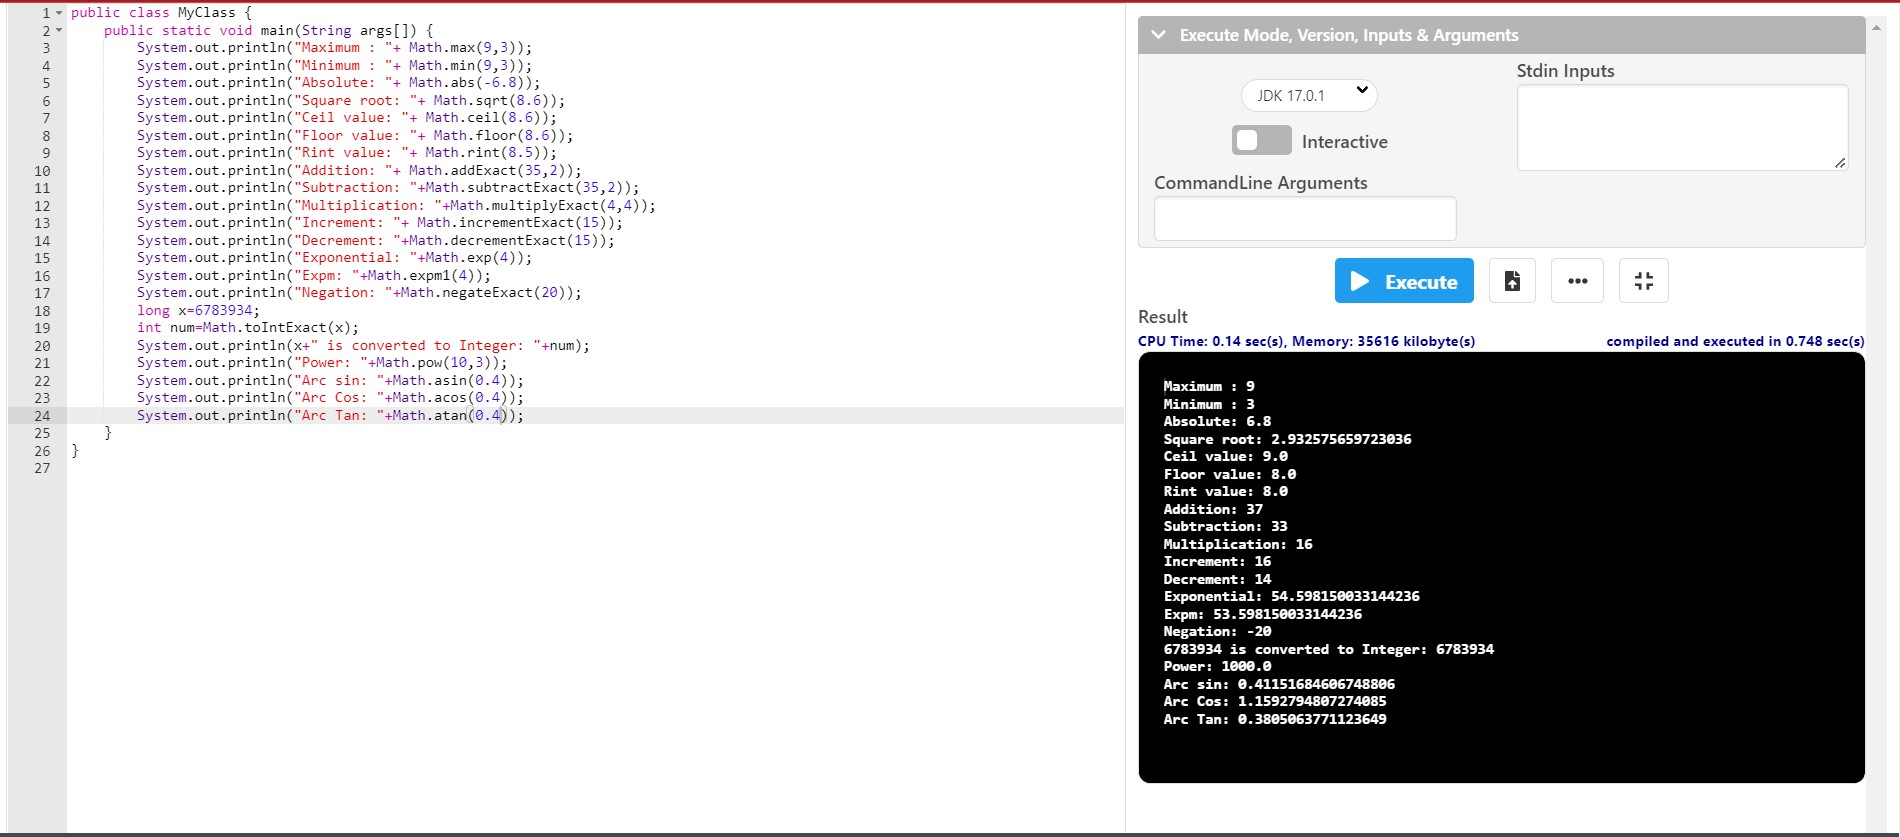 1 public class MyClass {
2 public static void main(String args[]) {
3 System.out.println("Maximum : "+ Math.max(9,3));
4 System.out.println("Minimum : "+ Math.min(9,3));
5 System.out.println("Absolute: "+ Math.abs(-6.8));
6 System.out.println("Square root: "+ Math.sqrt(8.6));
7 System.out.println("Ceil value: "+ Math.ceil(8.6));
8 System.out.println("Floor value: "+ Math.floor(8.6));
9 System.out.println("Rint value: "+ Math.rint(8.5));
10 System.out.println("Addition: "+ Math.addExact(35,2));
11 System.out.println("Subtraction: "+Math.subtractExact(35,2));
12 System.out.println("Multiplication: "+Math.multiplyExact(4,4));
13 System.out.println("Increment: "+ Math.incrementExact(15));
14 System.out.println("Decrement: "+Math.decrementExact(15));
15 System.out.println("Exponential: "+Math.exp(4));
16 System.out.println("Expm: "+Math.expm1(4));
17 System.out.println("Negation: "+Math.negateExact(20));
18 long x=6783934;
19 int num=Math.toIntExact(x);
20 System.out.println(x+" is converted to Integer: "+num);
21 System.out.println("Power: "+Math.pow(10,3));
22 System.out.println("Arc sin: "+Math.asin(0.4));
23 System.out.println("Arc Cos: "+Math.acos(0.4));
24 System.out.println("Arc Tan: "+Math.atan(0.4));
25 }
26 }
27
Execute Mode, Version, Inputs & Arguments
JDK 17.0.1
Interactive
Stdin Inputs
CommandLine Arguments
Execute
Result
CPU Time: 0.14 sec(s), Memory: 35616 kilobyte(s)
compiled and executed in 0.748 sec(s)
Maximum : 9
Minimum : 3
Absolute: 6.8
Square root: 2.932575659723036
Ceil value: 9.0
Floor value: 8.0
Rint value: 8.0
Addition: 37
Subtraction: 33
Multiplication: 16
Increment: 16
Decrement: 14
Exponential: 54.598150033144236
Expm: 53.598150033144236
Negation: -20
6783934 is converted to Integer: 6783934
Power: 1000.0
Arc sin: 0.41151684606748806
Arc Cos: 1.1592794807274085
Arc Tan: 0.3805063771123649